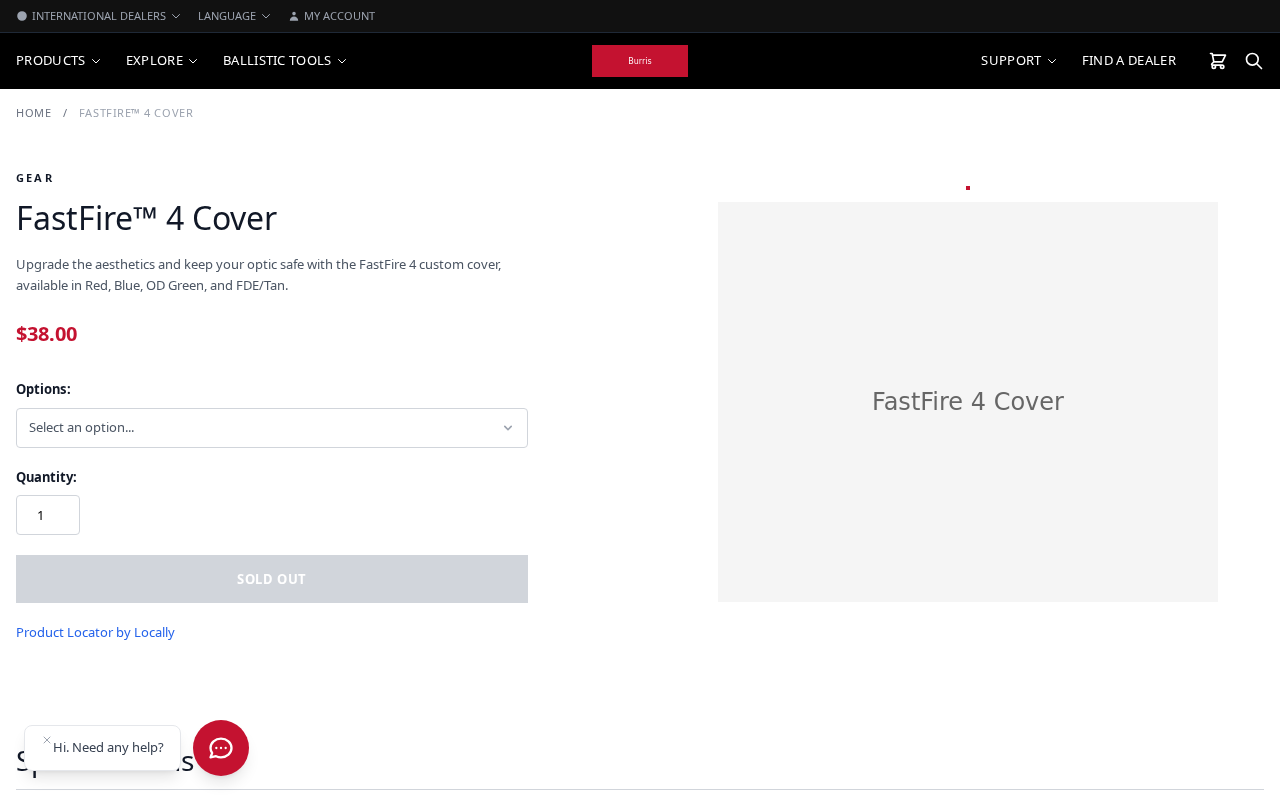 INTERNATIONAL DEALERS LANGUAGE MY ACCOUNT
PRODUCTS EXPLORE BALLISTIC TOOLS Burris SUPPORT FIND A DEALER
HOME / FASTFIRE™ 4 COVER
GEAR
FastFire™ 4 Cover
Upgrade the aesthetics and keep your optic safe with the FastFire 4 custom cover,
available in Red, Blue, OD Green, and FDE/Tan.
$38.00
Options:
Select an option...
Quantity:
1
SOLD OUT
Product Locator by Locally
FastFire 4 Cover
Hi. Need any help?